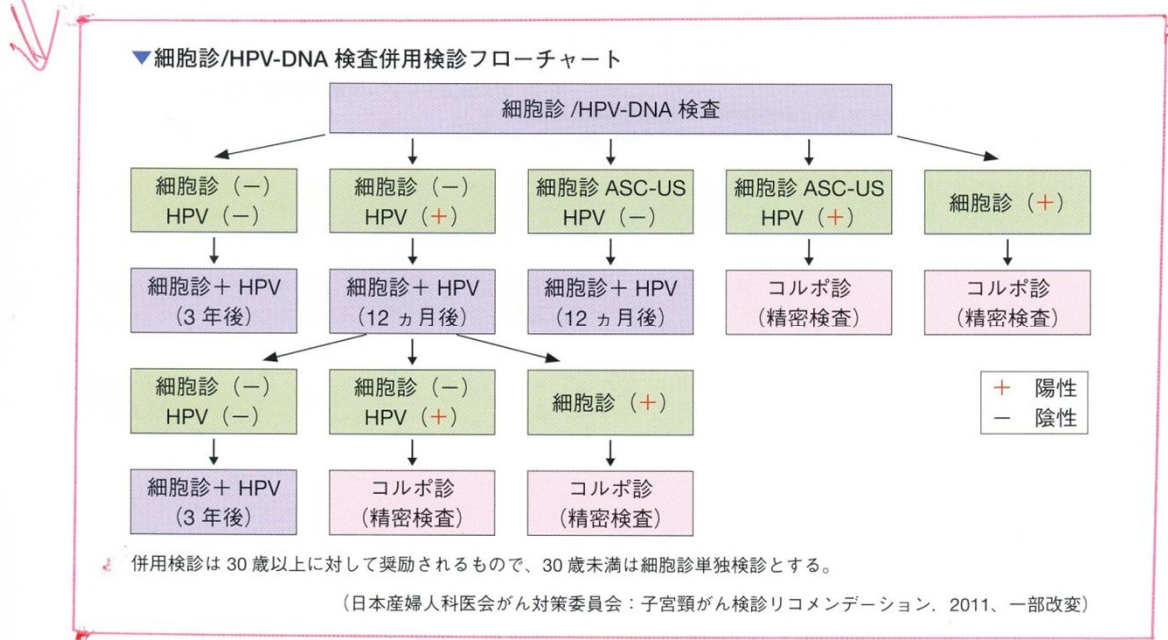 ▼細胞診/HPV-DNA 検査併用検診フローチャート
細胞診 /HPV-DNA 検査
細胞診（−）
HPV（−）
細胞診（−）
HPV（+）
細胞診 ASC-US
HPV（−）
細胞診 ASC-US
HPV（+）
細胞診（+）
細胞診＋ HPV
（3 年後）
細胞診＋ HPV
（12 ヵ月後）
細胞診＋ HPV
（12 ヵ月後）
コルポ診
（精密検査）
コルポ診
（精密検査）
細胞診（−）
HPV（−）
細胞診（−）
HPV（+）
細胞診（+）
+ 陽性
− 陰性
細胞診＋ HPV
（3 年後）
コルポ診
（精密検査）
コルポ診
（精密検査）
併用検診は 30 歳以上に対して奨励されるもので、30 歳未満は細胞診単独検診とする。
（日本産婦人科医会がん対策委員会：子宮頸がん検診リコメンデーション．2011、一部改変）